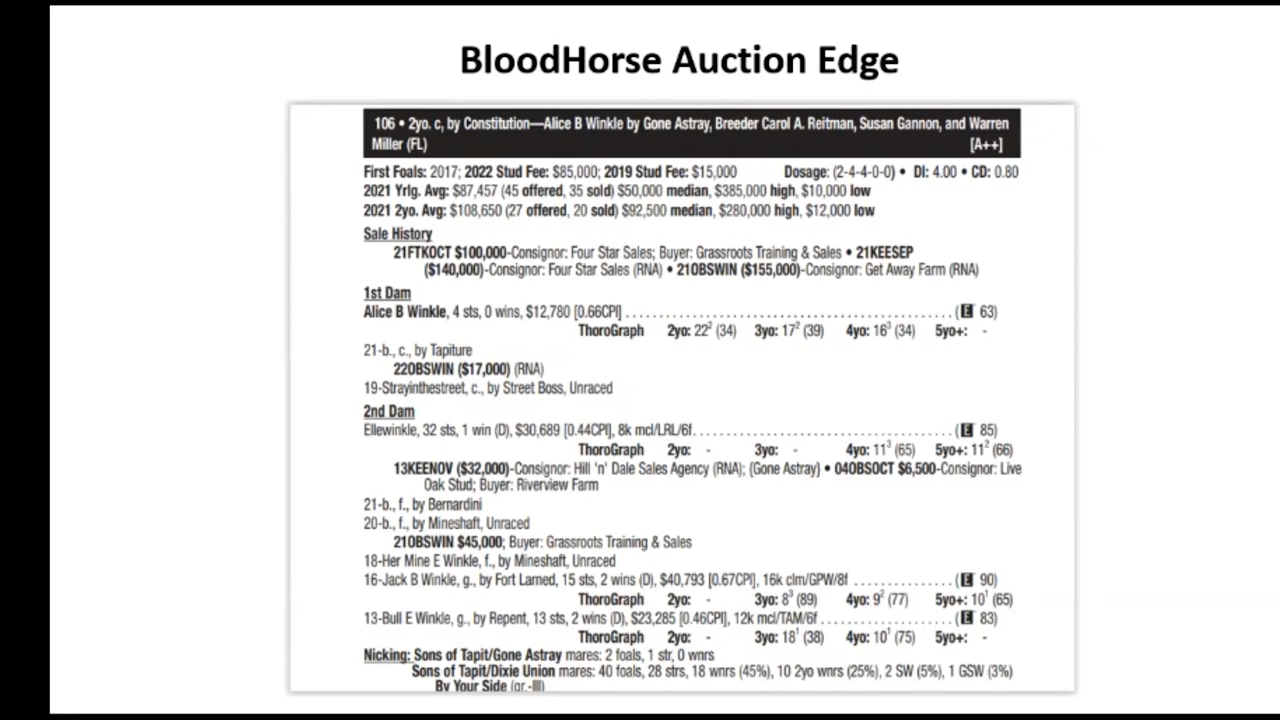 BloodHorse Auction Edge
106 • 2yo. c, by Constitution—Alice B Winkle by Gone Astray, Breeder Carol A. Reitman, Susan Gannon, and Warren
Miller (FL) [A++]
First Foals: 2017; 2022 Stud Fee: $85,000; 2019 Stud Fee: $15,000 Dosage: (2-4-4-0-0) • DI: 4.00 • CD: 0.80
2021 Yrlg. Avg: $87,457 (45 offered, 35 sold) $50,000 median, $385,000 high, $10,000 low
2021 2yo. Avg: $108,650 (27 offered, 20 sold) $92,500 median, $280,000 high, $12,000 low
Sale History
21FTKOCT $100,000-Consignor: Four Star Sales; Buyer: Grassroots Training & Sales • 21KEESEP
($140,000)-Consignor: Four Star Sales (RNA) • 21OBSWIN ($155,000)-Consignor: Get Away Farm (RNA)
1st Dam
Alice B Winkle, 4 sts, 0 wins, $12,780 [0.66CPI] (E 63)
ThoroGraph 2yo: 22² (34) 3yo: 17² (39) 4yo: 16³ (34) 5yo+: -
21-b., c., by Tapiture
22OBSWIN ($17,000) (RNA)
19-Strayinthestreet, c., by Street Boss, Unraced
2nd Dam
Ellewinkle, 32 sts, 1 win (D), $30,689 [0.44CPI], 8k mcl/LRL/6f (E 85)
ThoroGraph 2yo: - 3yo: - 4yo: 11³ (65) 5yo+: 11² (66)
13KEENOV ($32,000)-Consignor: Hill 'n' Dale Sales Agency (RNA); {Gone Astray} • 04OBSOCT $6,500-Consignor: Live
Oak Stud; Buyer: Riverview Farm
21-b., f., by Bernardini
20-b., f., by Mineshaft, Unraced
21OBSWIN $45,000; Buyer: Grassroots Training & Sales
18-Her Mine E Winkle, f., by Mineshaft, Unraced
16-Jack B Winkle, g., by Fort Larned, 15 sts, 2 wins (D), $40,793 [0.67CPI], 16k clm/GPW/8f (E 90)
ThoroGraph 2yo: - 3yo: 8³ (89) 4yo: 9² (77) 5yo+: 10¹ (65)
13-Bull E Winkle, g., by Repent, 13 sts, 2 wins (D), $23,285 [0.46CPI], 12k mcl/TAM/6f (E 83)
ThoroGraph 2yo: - 3yo: 18¹ (38) 4yo: 10¹ (75) 5yo+: -
Nicking: Sons of Tapit/Gone Astray mares: 2 foals, 1 str, 0 wnrs
Sons of Tapit/Dixie Union mares: 40 foals, 28 strs, 18 wnrs (45%), 10 2yo wnrs (25%), 2 SW (5%), 1 GSW (3%)
By Your Side